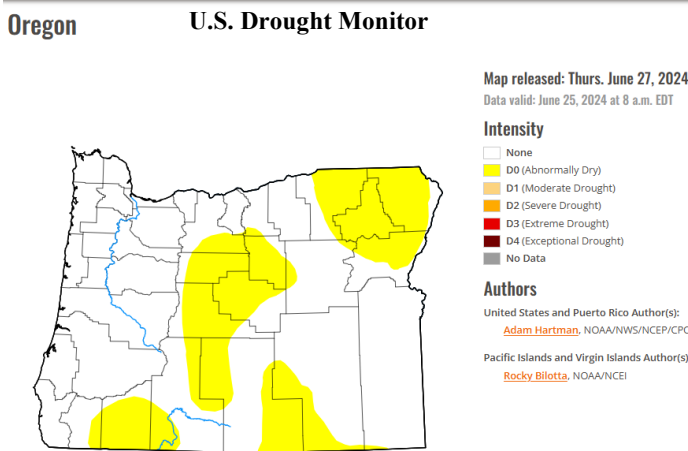 Oregon
U.S. Drought Monitor
Map released: Thurs. June 27, 2024
Data valid: June 25, 2024 at 8 a.m. EDT
Intensity
None
D0 (Abnormally Dry)
D1 (Moderate Drought)
D2 (Severe Drought)
D3 (Extreme Drought)
D4 (Exceptional Drought)
No Data
Authors
United States and Puerto Rico Author(s):
Adam Hartman, NOAA/NWS/NCEP/CPC
Pacific Islands and Virgin Islands Author(s)
Rocky Bilotta, NOAA/NCEI